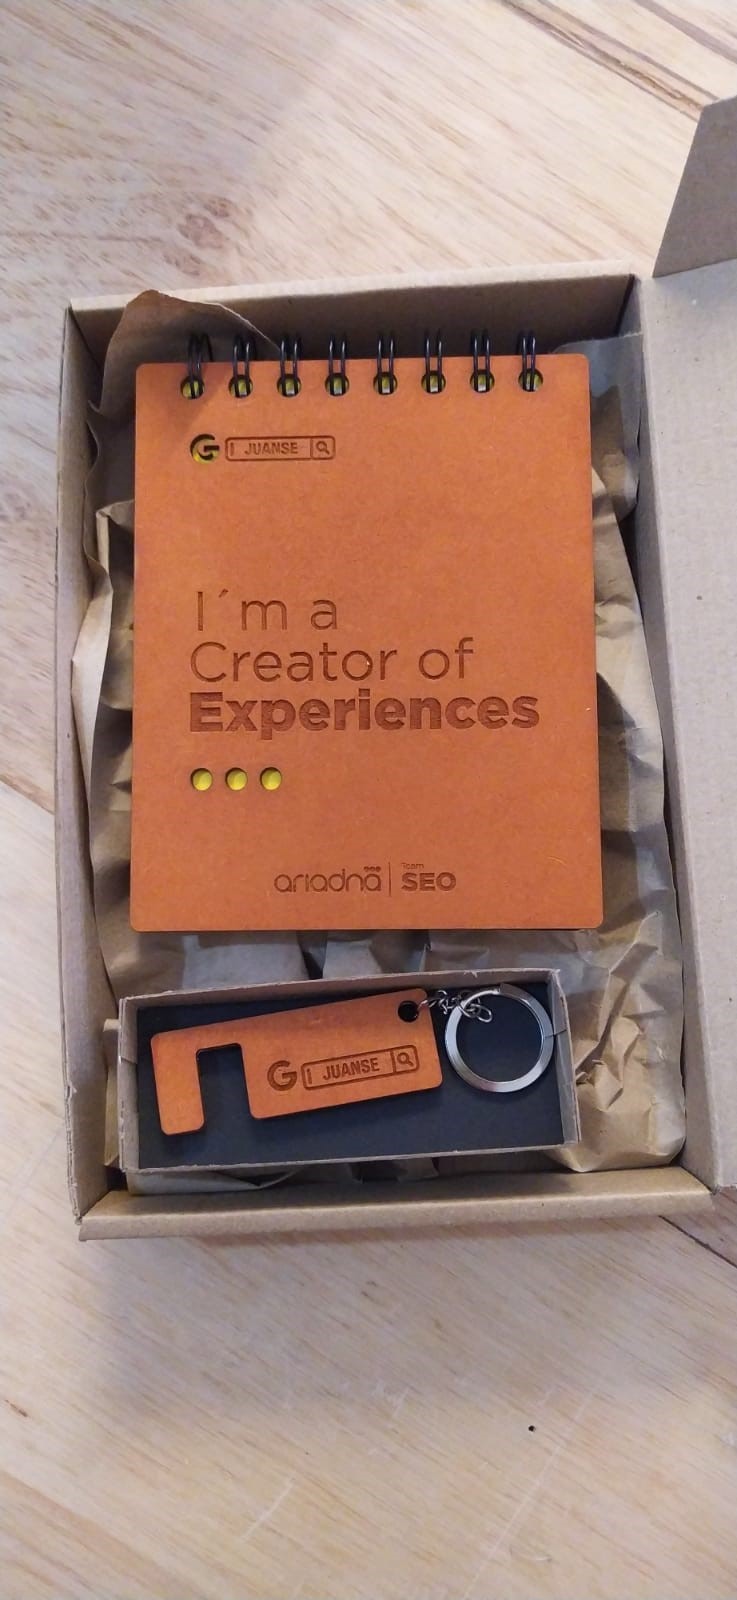 G JUANSE
I´m a
Creator of
Experiences
ariadna Team SEO
G JUANSE